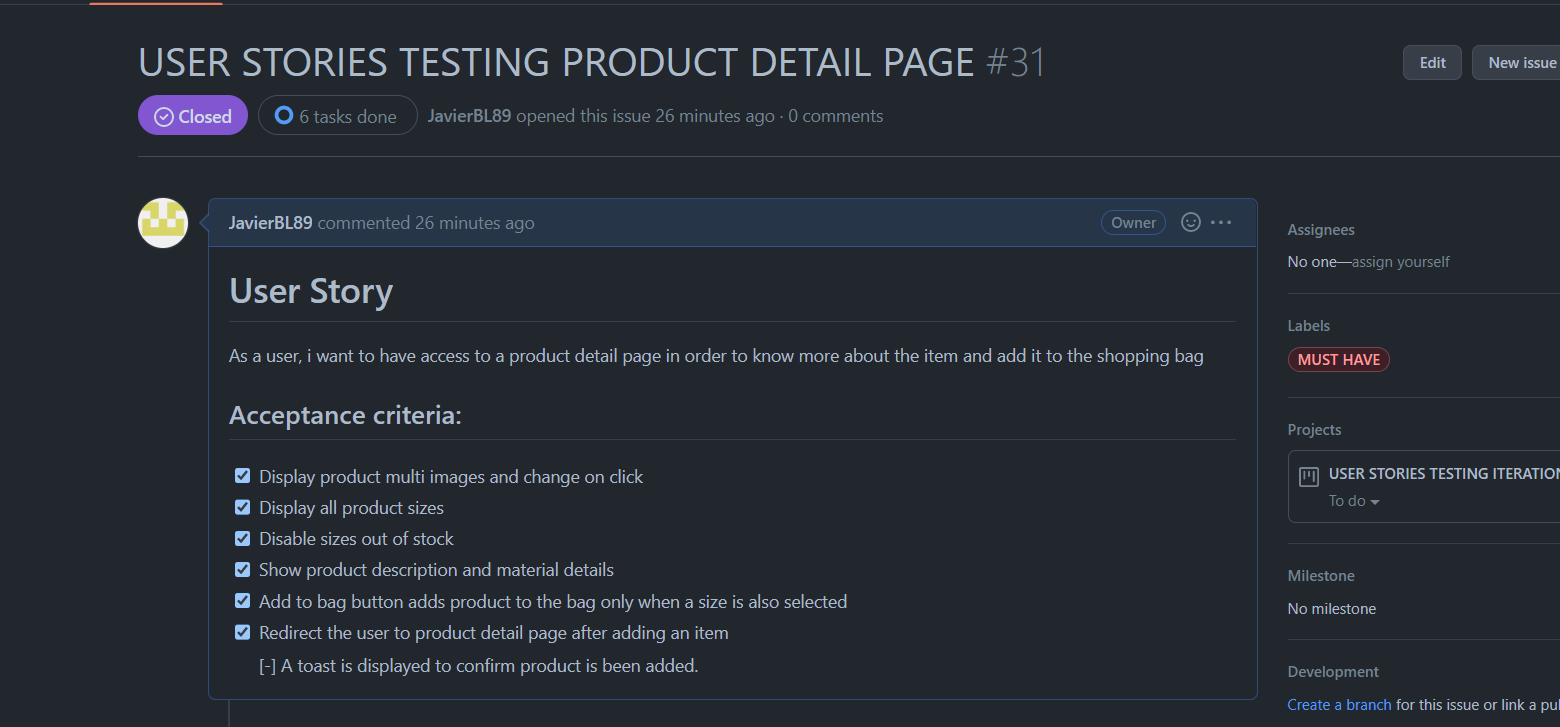 USER STORIES TESTING PRODUCT DETAIL PAGE #31
Edit
New issue
Closed
6 tasks done
JavierBL89 opened this issue 26 minutes ago · 0 comments
JavierBL89 commented 26 minutes ago
Owner
User Story
As a user, i want to have access to a product detail page in order to know more about the item and add it to the shopping bag
Acceptance criteria:
Display product multi images and change on click
Display all product sizes
Disable sizes out of stock
Show product description and material details
Add to bag button adds product to the bag only when a size is also selected
Redirect the user to product detail page after adding an item
[-] A toast is displayed to confirm product is been added.
Assignees
No one—assign yourself
Labels
MUST HAVE
Projects
USER STORIES TESTING ITERATION
To do
Milestone
No milestone
Development
Create a branch for this issue or link a